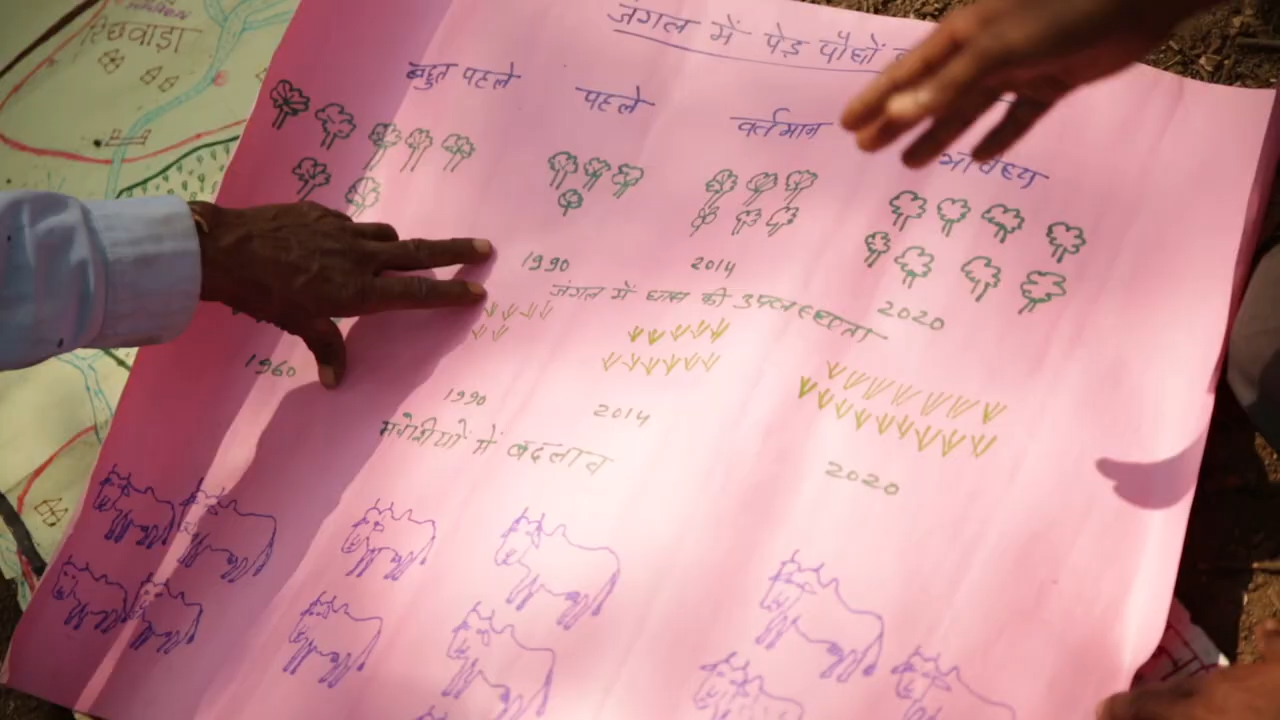 रिछवाड़ा
जंगल में पेड़ पौधों
बहुत पहले
पहले
वर्तमान
भविष्य
1990
2014
2020
जंगल में घास की उपलब्धता
1960
1990
2014
2020
मवेशीयों में बदलाव